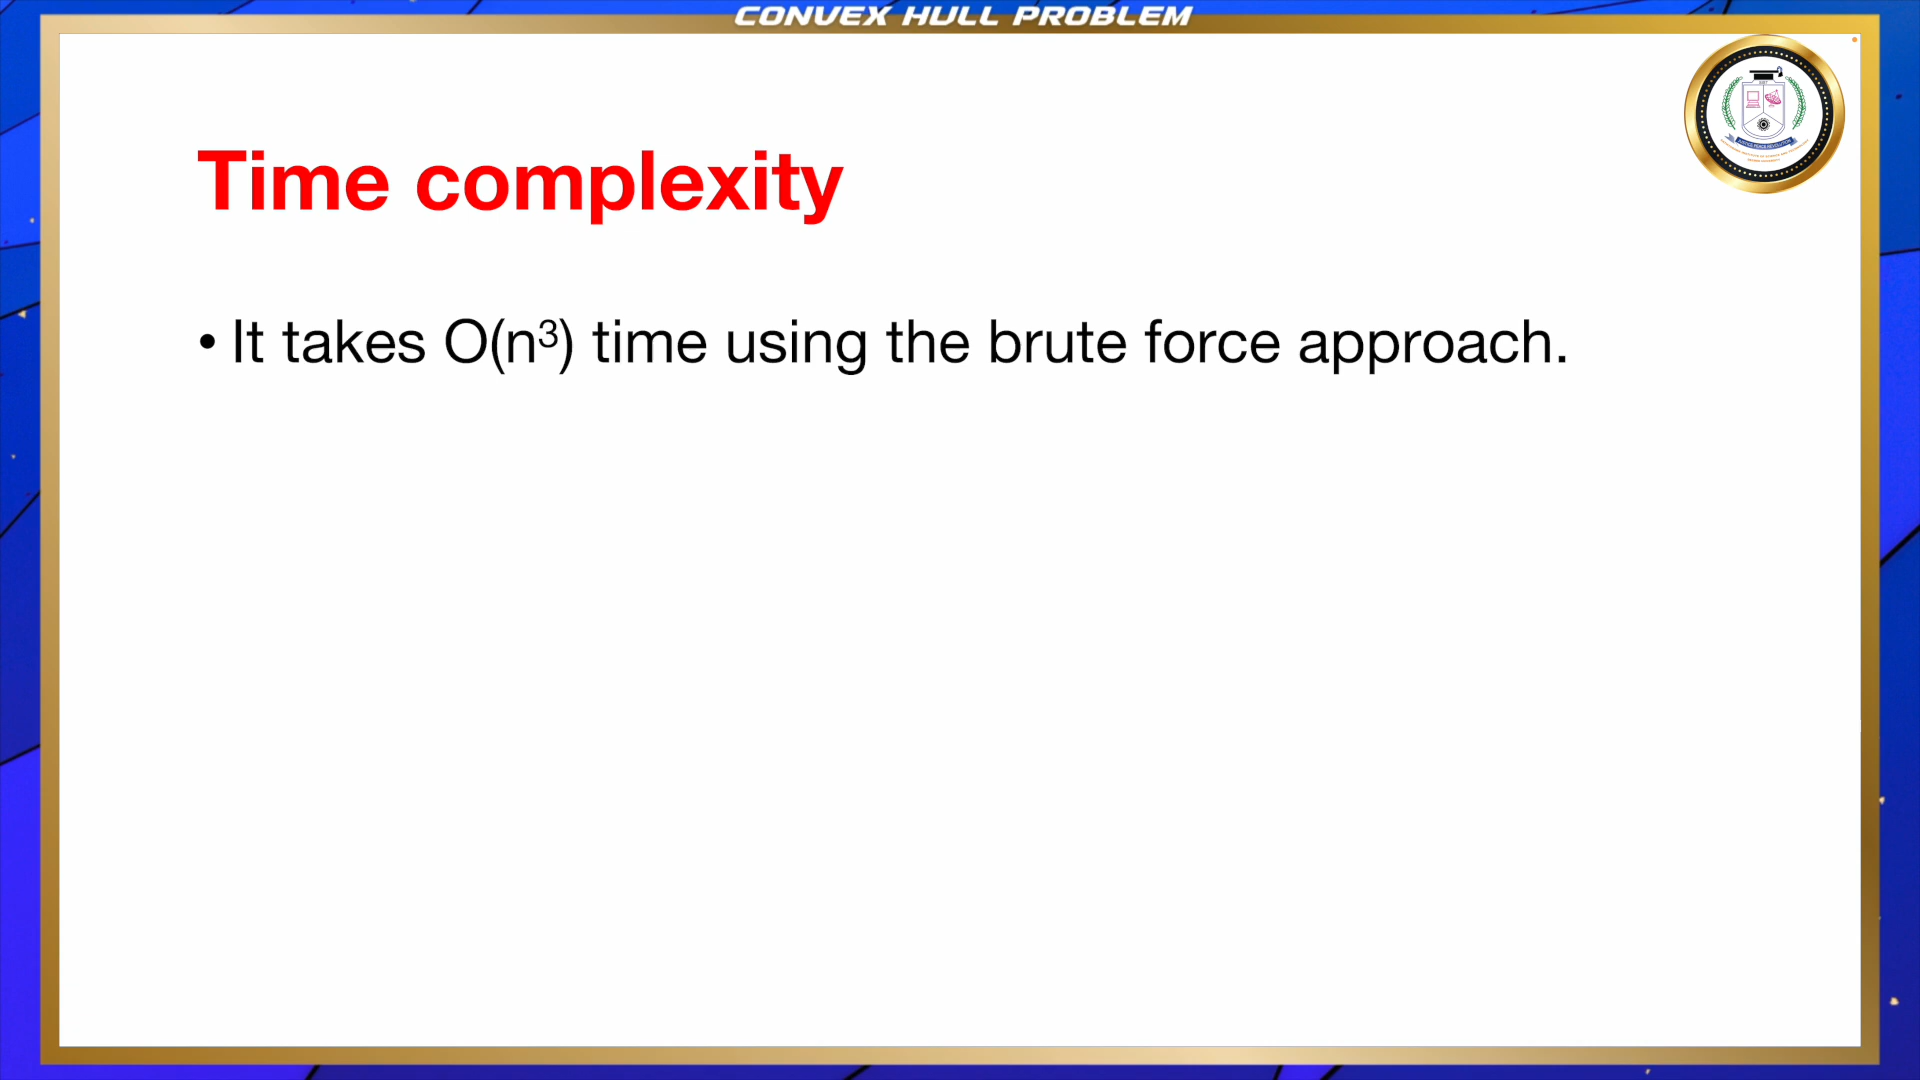 CONVEX HULL PROBLEM
Time complexity
• It takes O(n³) time using the brute force approach.